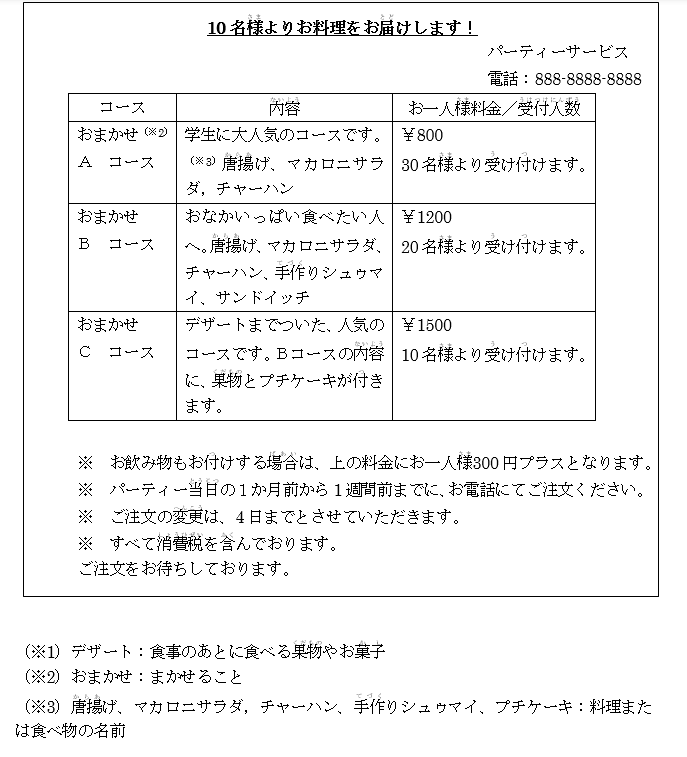 10名様よりお料理をお届けします！
パーティーサービス
電話：888-8888-8888
コース 内容 お一人様料金／受付人数
おまかせ（※2）
A　コース
学生に大人気のコースです。
（※3）唐揚げ、マカロニサラ
ダ，チャーハン
￥800
30名様より受け付けます。
おまかせ
B　コース
おなかいっぱい食べたい人
へ。唐揚げ、マカロニサラダ、
チャーハン、手作りシュゥマ
イ、サンドイッチ
￥1200
20名様より受け付けます。
おまかせ
C　コース
デザートまでついた、人気の
コースです。Bコースの内容
に、果物とプチケーキが付き
ます。
￥1500
10名様より受け付けます。
※　お飲み物もお付けする場合は、上の料金にお一人様300円プラスとなります。
※　パーティー当日の１か月前から１週間前までに、お電話にてご注文ください。
※　ご注文の変更は、4日までとさせていただきます。
※　すべて消費税を含んでおります。
ご注文をお待ちしております。
（※1）デザート：食事のあとに食べる果物やお菓子
（※2）おまかせ：まかせること
（※3）唐揚げ、マカロニサラダ，チャーハン、手作りシュゥマイ、プチケーキ：料理また
は食べ物の名前